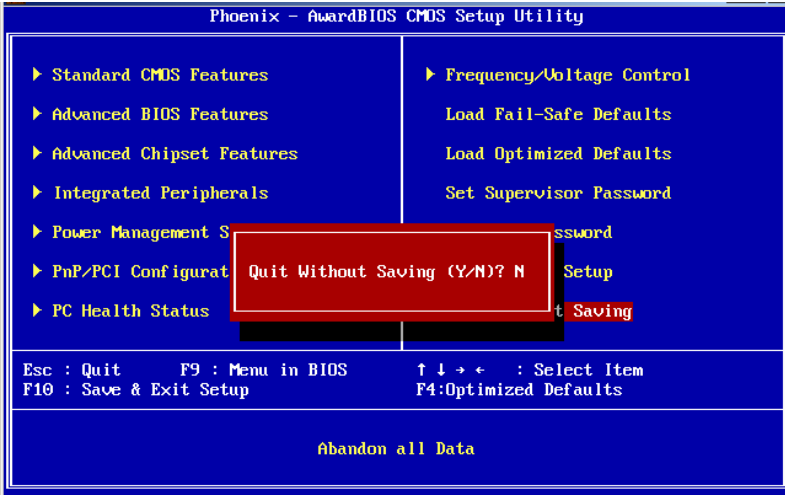 Phoenix - AwardBIOS CMOS Setup Utility
Standard CMOS Features
Advanced BIOS Features
Advanced Chipset Features
Integrated Peripherals
Power Management S
PnP/PCI Configurat
PC Health Status
Frequency/Voltage Control
Load Fail-Safe Defaults
Load Optimized Defaults
Set Supervisor Password
ssword
Setup
t Saving
Quit Without Saving (Y/N)? N
Esc : Quit F9 : Menu in BIOS ↑ ↓ → ← : Select Item
F10 : Save & Exit Setup F4:Optimized Defaults
Abandon all Data